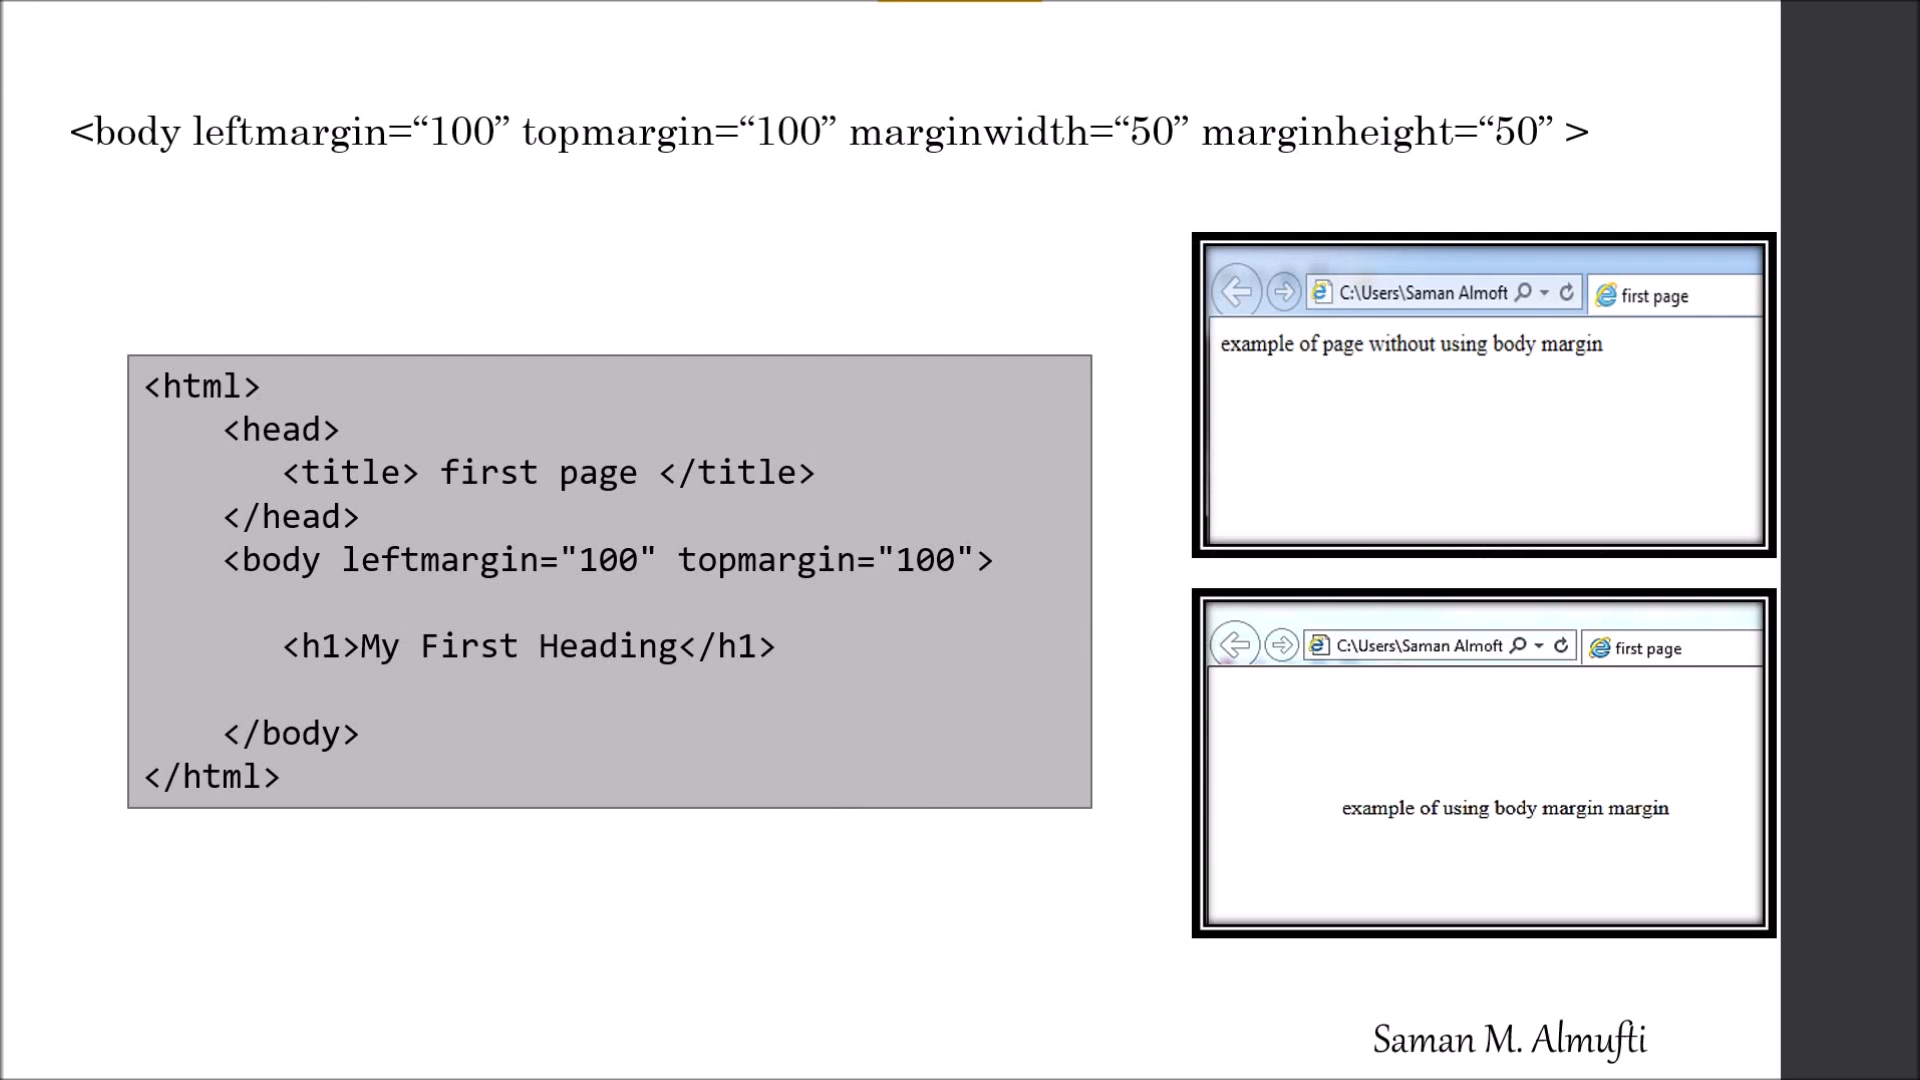 <body leftmargin=“100” topmargin=“100” marginwidth=“50” marginheight=“50” >
<html>
<head>
<title> first page </title>
</head>
<body leftmargin="100" topmargin="100">
<h1>My First Heading</h1>
</body>
</html>
C:\Users\Saman Almoft
first page
example of page without using body margin
C:\Users\Saman Almoft
first page
example of using body margin margin
Saman M. Almufti